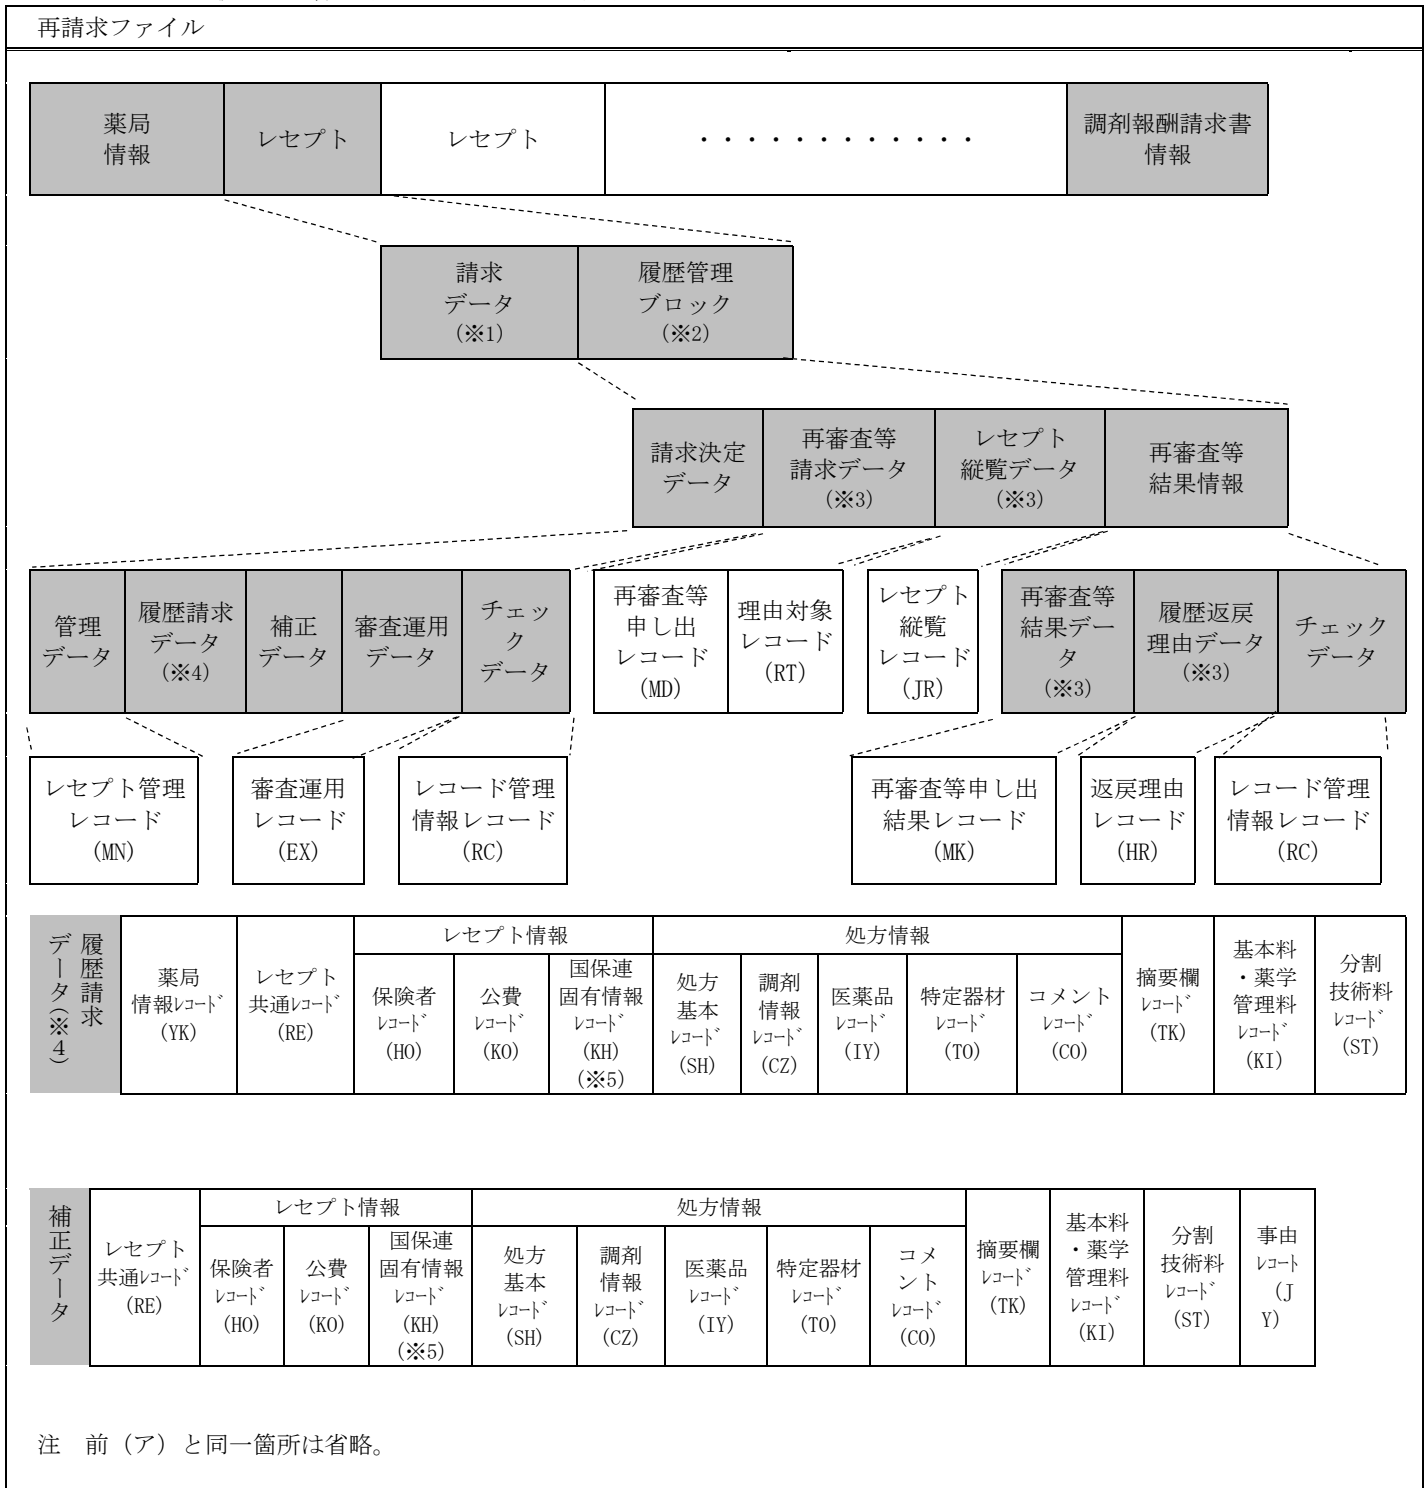 再請求ファイル
薬局
情報
レセプト
レセプト
・・・・・・・・・・・・
調剤報酬請求書
情報
請求
データ
(※1)
履歴管理
ブロック
(※2)
請求決定
データ
再審査等
請求データ
(※3)
レセプト
縦覧データ
(※3)
再審査等
結果情報
管理
データ
履歴請求
データ
(※4)
補正
データ
審査運用
データ
チェッ
ク
データ
再審査等
申し出
レコード
(MD)
理由対象
レコード
(RT)
レセプト
縦覧
レコード
(JR)
再審査等
結果デー
タ
(※3)
履歴返戻
理由データ
(※3)
チェック
データ
レセプト管理
レコード
(MN)
審査運用
レコード
(EX)
レコード管理
情報レコード
(RC)
再審査等申し出
結果レコード
(MK)
返戻理由
レコード
(HR)
レコード管理
情報レコード
(RC)
履歴請求
データ(※4)
薬局
情報ﾚｺｰﾄﾞ
(YK)
レセプト
共通ﾚｺｰﾄﾞ
(RE)
レセプト情報
保険者
ﾚｺｰﾄﾞ
(HO)
公費
ﾚｺｰﾄﾞ
(KO)
国保連
固有情報
ﾚｺｰﾄﾞ
(KH)
(※5)
処方情報
処方
基本
ﾚｺｰﾄﾞ
(SH)
調剤
情報
ﾚｺｰﾄﾞ
(CZ)
医薬品
ﾚｺｰﾄﾞ
(IY)
特定器材
ﾚｺｰﾄﾞ
(TO)
コメント
ﾚｺｰﾄﾞ
(CO)
摘要欄
ﾚｺｰﾄﾞ
(TK)
基本料
・薬学
管理料
ﾚｺｰﾄﾞ
(KI)
分割
技術料
ﾚｺｰﾄﾞ
(ST)
補正データ
レセプト
共通ﾚｺｰﾄﾞ
(RE)
レセプト情報
保険者
ﾚｺｰﾄﾞ
(HO)
公費
ﾚｺｰﾄﾞ
(KO)
国保連
固有情報
ﾚｺｰﾄﾞ
(KH)
(※5)
処方情報
処方
基本
ﾚｺｰﾄﾞ
(SH)
調剤
情報
ﾚｺｰﾄﾞ
(CZ)
医薬品
ﾚｺｰﾄﾞ
(IY)
特定器材
ﾚｺｰﾄﾞ
(TO)
コメ
ント
ﾚｺｰﾄﾞ
(CO)
摘要欄
ﾚｺｰﾄﾞ
(TK)
基本料
・薬学
管理料
ﾚｺｰﾄﾞ
(KI)
分割
技術料
ﾚｺｰﾄﾞ
(ST)
事由
ﾚｺｰﾄ
(J
Y)
注　前（ア）と同一箇所は省略。